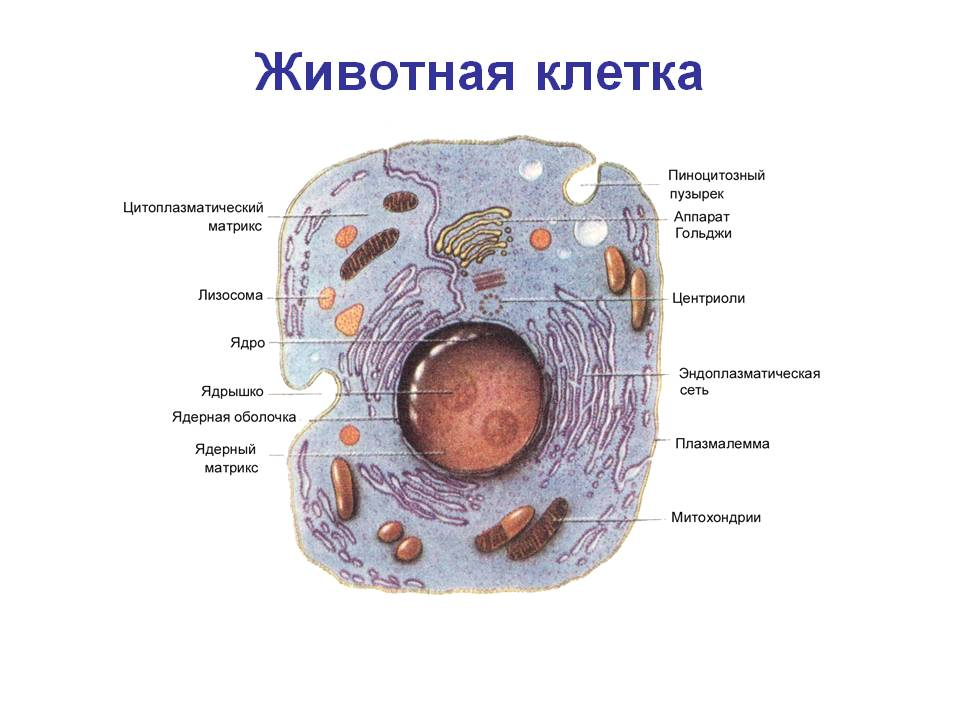 Животная клетка
Цитоплазматический
матрикс
Лизосома
Ядро
Ядрышко
Ядерная оболочка
Ядерный
матрикс
Пиноцитозный
пузырек
Аппарат
Гольджи
Центриоли
Эндоплазматическая
сеть
Плазмалемма
Митохондрии